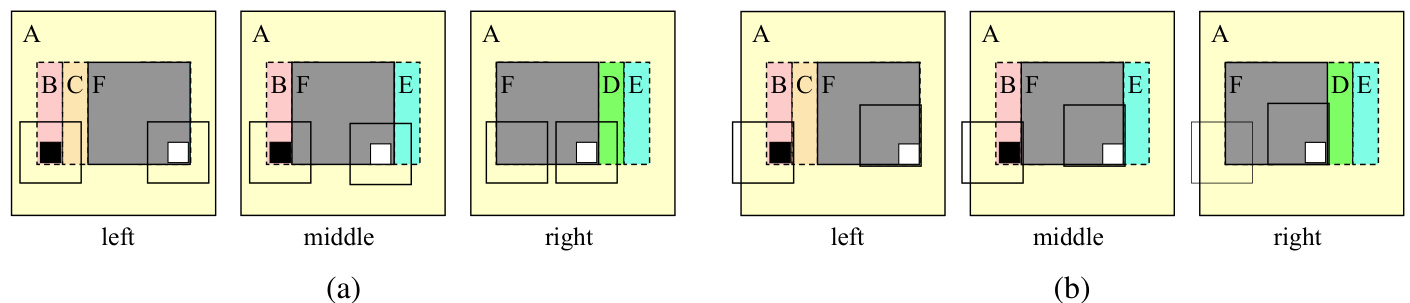 A A A A A A
B C F B F E F D E B C F B F E F D E
left middle right left middle right
(a) (b)